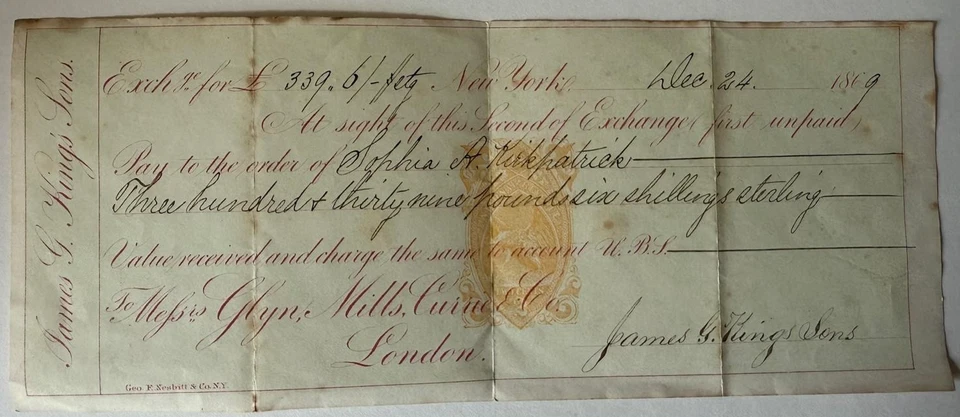 James G. King's Sons.
Exchge for £ 339,, 6/- stg. New York, Dec. 24. 1869
At sight of this Second of Exchange (first unpaid)
Pay to the order of Sophia A. Kirkpatrick
Three hundred & thirty nine pounds six shillings sterling
Value received and charge the same to account U.B.S.
To Messrs Glyn, Mills, Currie & Co.
London.
James G. King's Sons
Geo. F. Nesbitt & Co. N.Y.